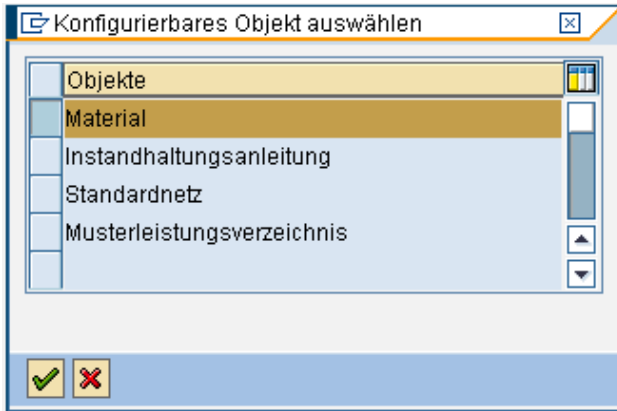 Konfigurierbares Objekt auswählen
Objekte
Material
Instandhaltungsanleitung
Standardnetz
Musterleistungsverzeichnis